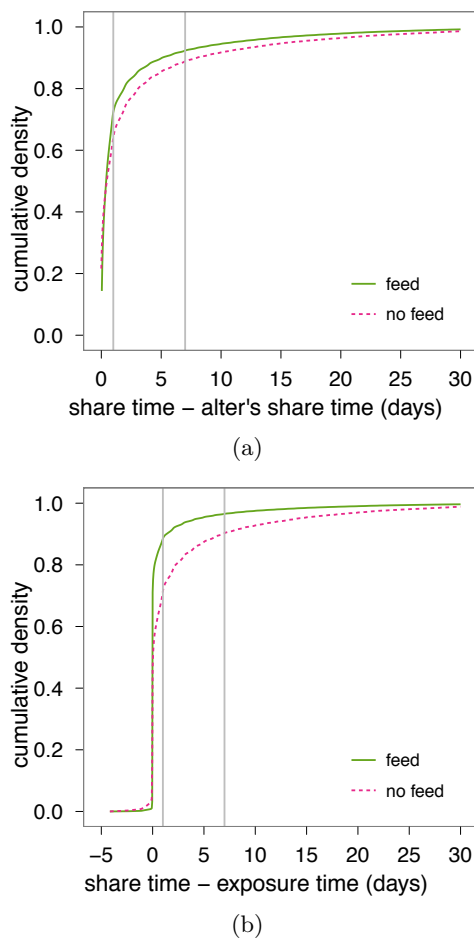 cumulative density
1.0
0.8
0.6
0.4
0.2
0.0
feed
no feed
0 5 10 15 20 25 30
share time − alter's share time (days)
(a)
cumulative density
1.0
0.8
0.6
0.4
0.2
0.0
feed
no feed
−5 0 5 10 15 20 25 30
share time − exposure time (days)
(b)